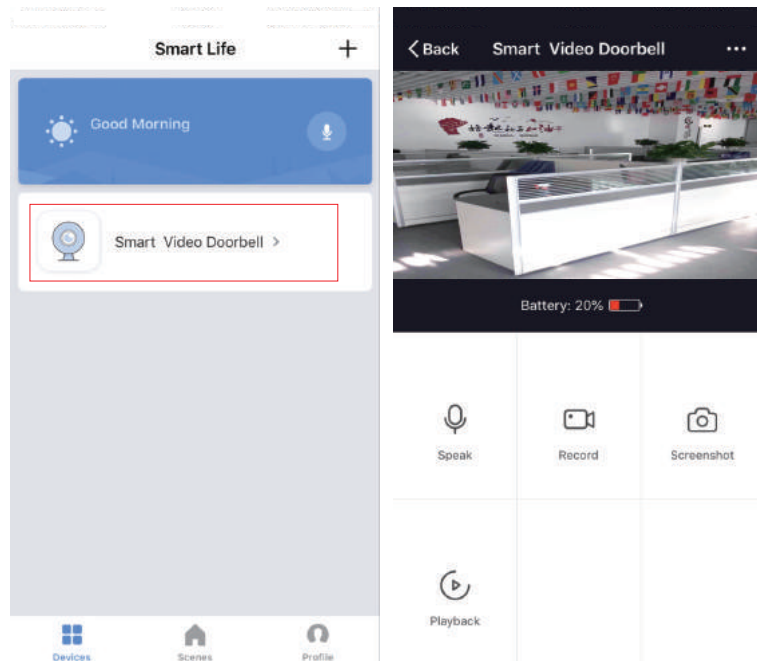 Smart Life
+
Good Morning
Smart Video Doorbell >
Devices
Scenes
Profile
< Back
Smart Video Doorbell
...
Battery: 20%
Speak
Record
Screenshot
Playback